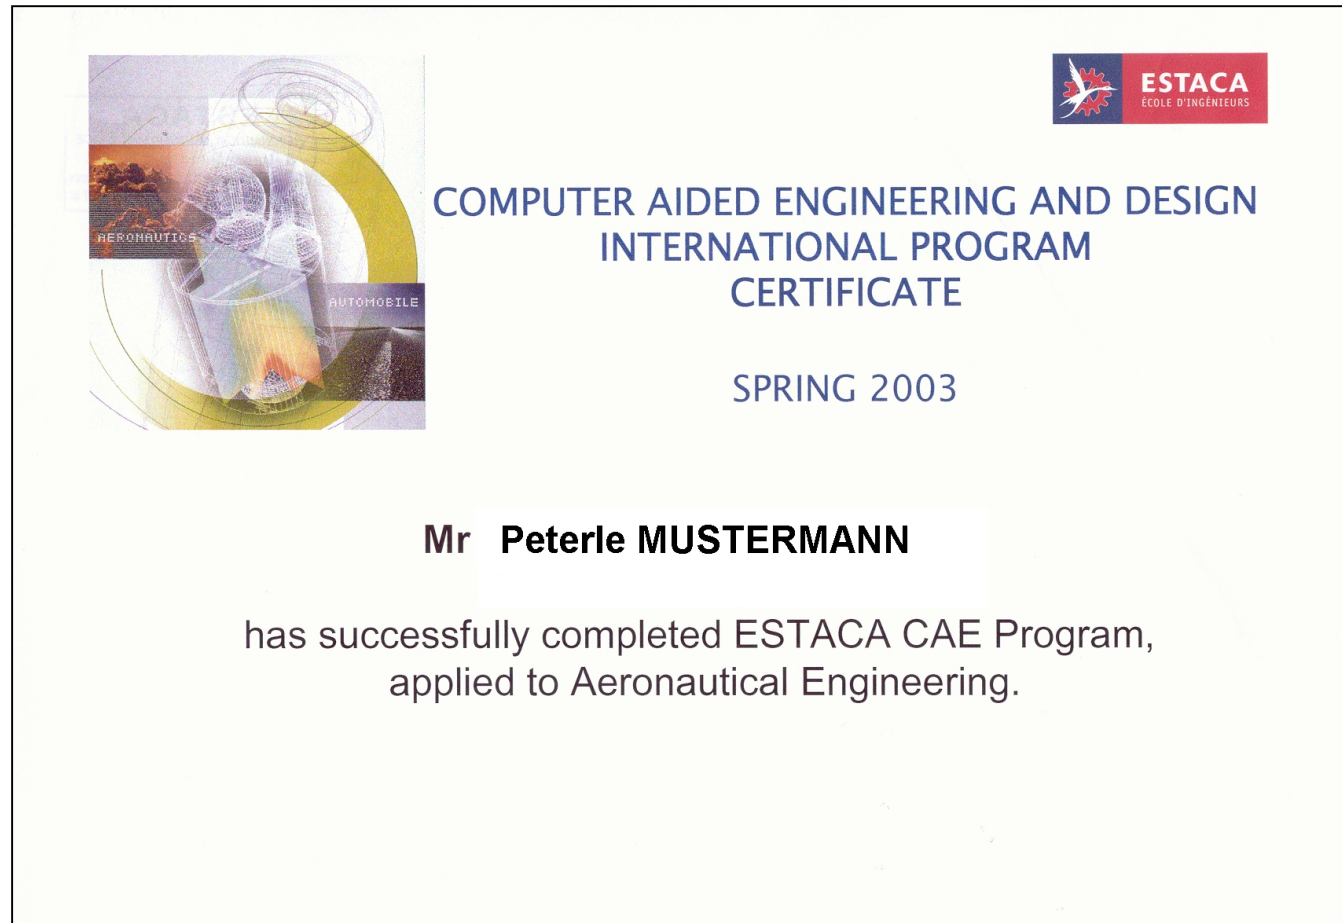 ESTACA
ÉCOLE D'INGÉNIEURS
COMPUTER AIDED ENGINEERING AND DESIGN
INTERNATIONAL PROGRAM
CERTIFICATE
AERONAUTICS
AUTOMOBILE
SPRING 2003
Mr Peterle MUSTERMANN
has successfully completed ESTACA CAE Program,
applied to Aeronautical Engineering.